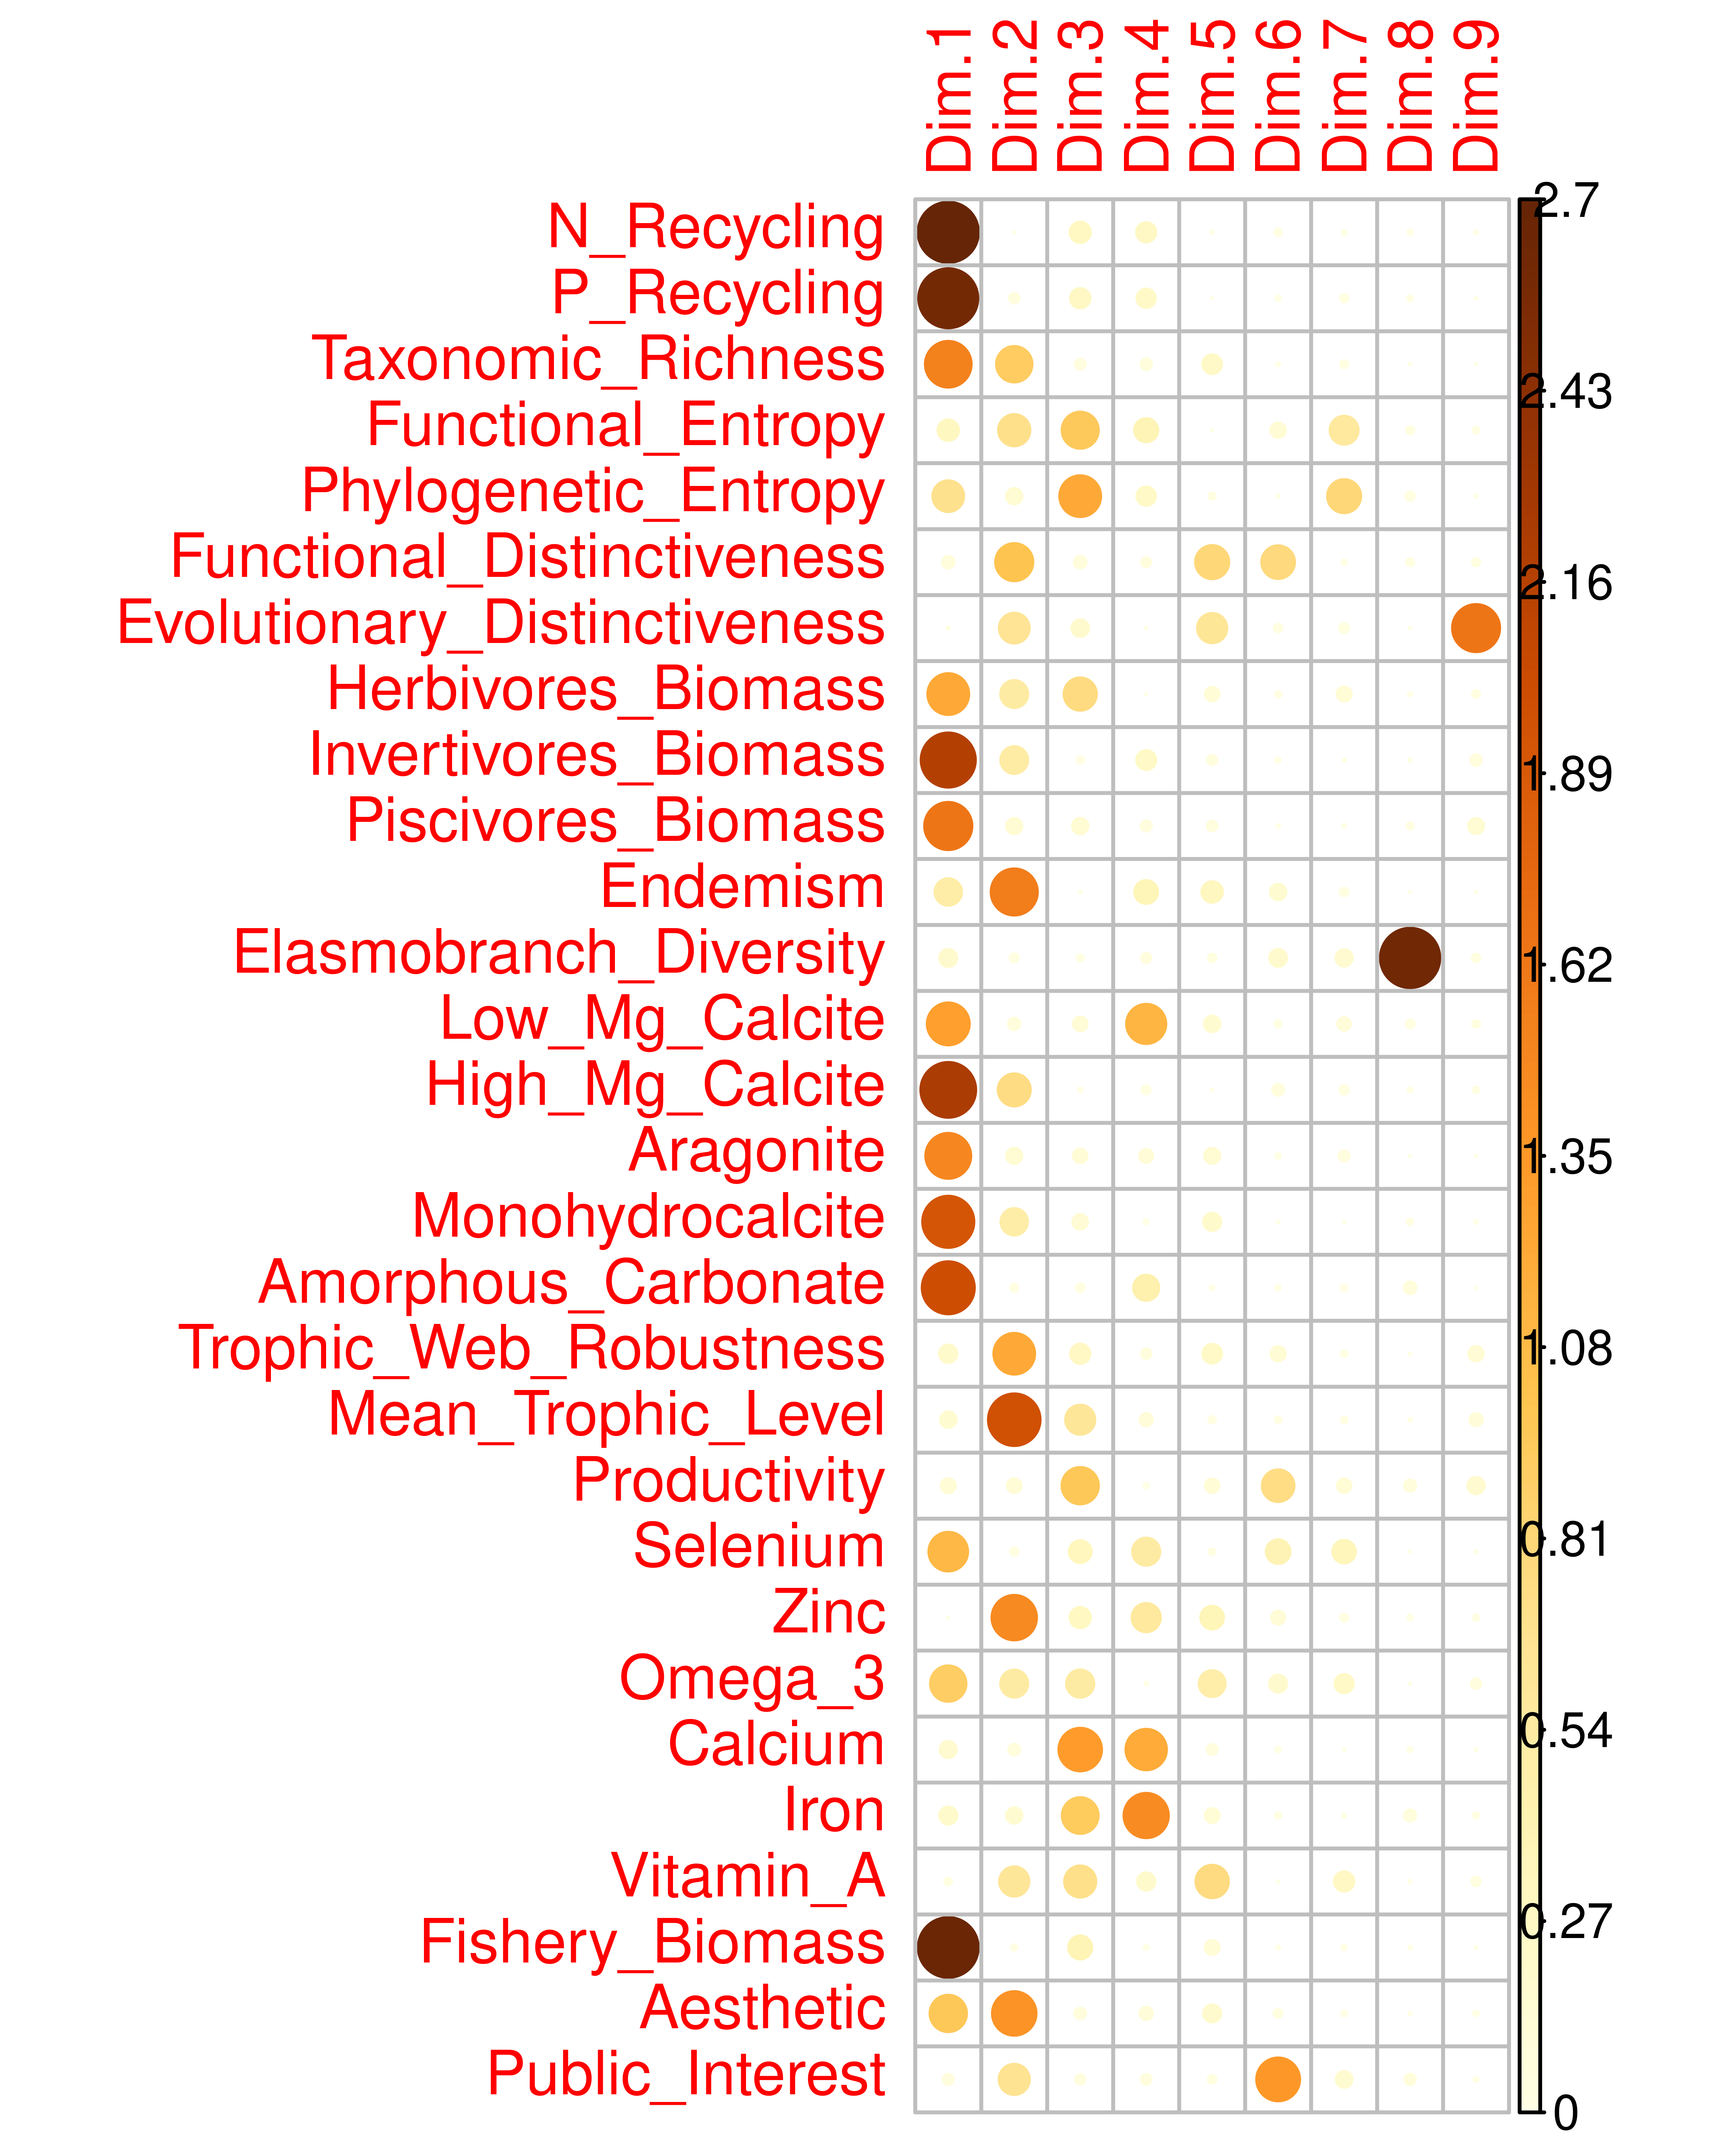 Dim.1 Dim.2 Dim.3 Dim.4 Dim.5 Dim.6 Dim.7 Dim.8 Dim.9
N_Recycling
P_Recycling
Taxonomic_Richness
Functional_Entropy
Phylogenetic_Entropy
Functional_Distinctiveness
Evolutionary_Distinctiveness
Herbivores_Biomass
Invertivores_Biomass
Piscivores_Biomass
Endemism
Elasmobranch_Diversity
Low_Mg_Calcite
High_Mg_Calcite
Aragonite
Monohydrocalcite
Amorphous_Carbonate
Trophic_Web_Robustness
Mean_Trophic_Level
Productivity
Selenium
Zinc
Omega_3
Calcium
Iron
Vitamin_A
Fishery_Biomass
Aesthetic
Public_Interest
2.7
2.43
2.16
1.89
1.62
1.35
1.08
0.81
0.54
0.27
0